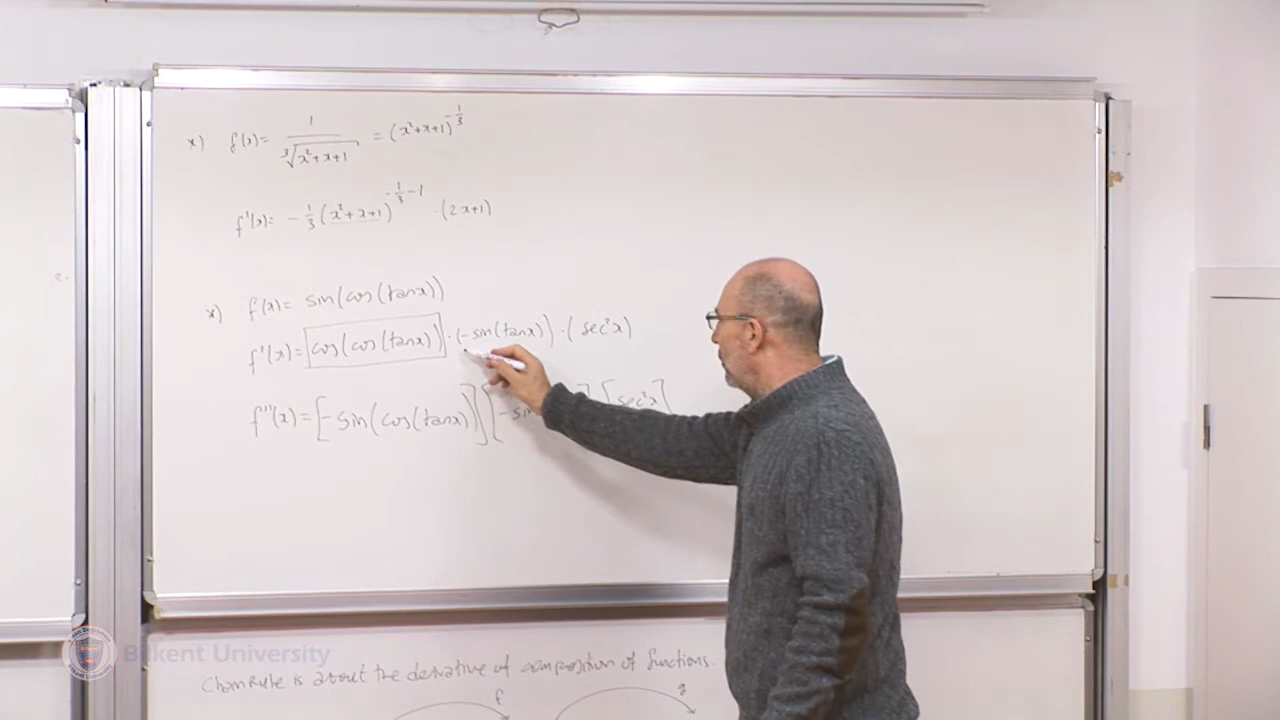 x) f(x) = 1/∛(x²+x+1) = (x²+x+1)^(-1/3)
f'(x) = -1/3 (x²+x+1)^(-1/3-1) · (2x+1)
x) f(x) = sin(cos(tanx))
f'(x) = cos(cos(tanx)) · (-sin(tanx)) · (sec²x)
f''(x) = [-sin(cos(tanx)] [-sin ] [sec²x]
Bilkent University
Chain Rule is about the derivative of composition of functions.
f g